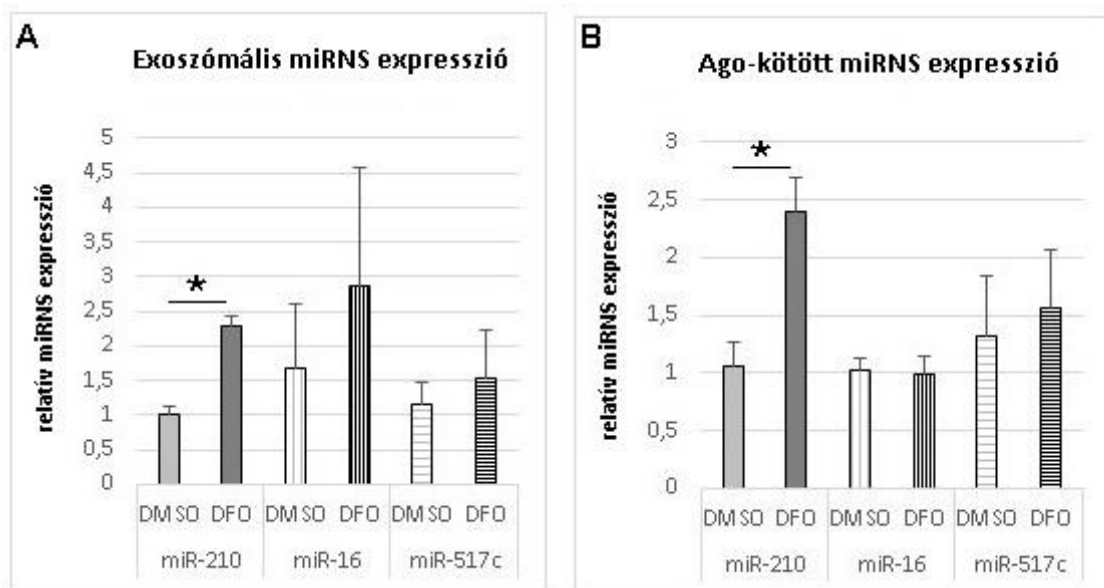 A
Exoszómális miRNS expresszió
relatív miRNS expresszió
5
4,5
4
3,5
3
2,5
2
1,5
1
0,5
0
*
DMSO DFO DMSO DFO DMSO DFO
miR-210 miR-16 miR-517c
B
Ago-kötött miRNS expresszió
relatív miRNS expresszió
3
2,5
2
1,5
1
0,5
0
*
DMSO DFO DMSO DFO DMSO DFO
miR-210 miR-16 miR-517c